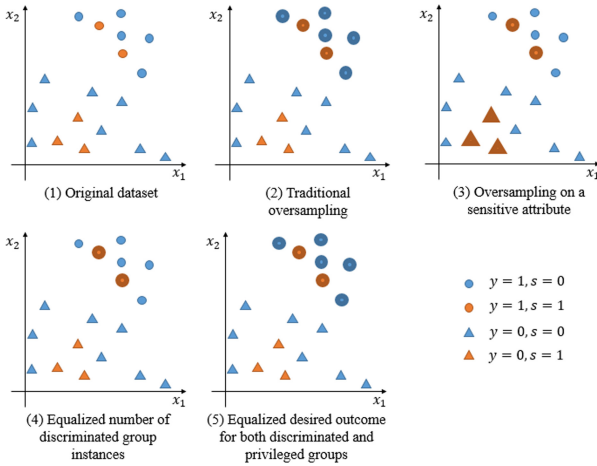 x₂
x₂
x₂
x₁
x₁
x₁
(1) Original dataset
(2) Traditional
oversampling
(3) Oversampling on a
sensitive attribute
x₂
x₂
y = 1, s = 0
y = 1, s = 1
y = 0, s = 0
y = 0, s = 1
x₁
x₁
(4) Equalized number of
discriminated group
instances
(5) Equalized desired outcome
for both discriminated and
privileged groups